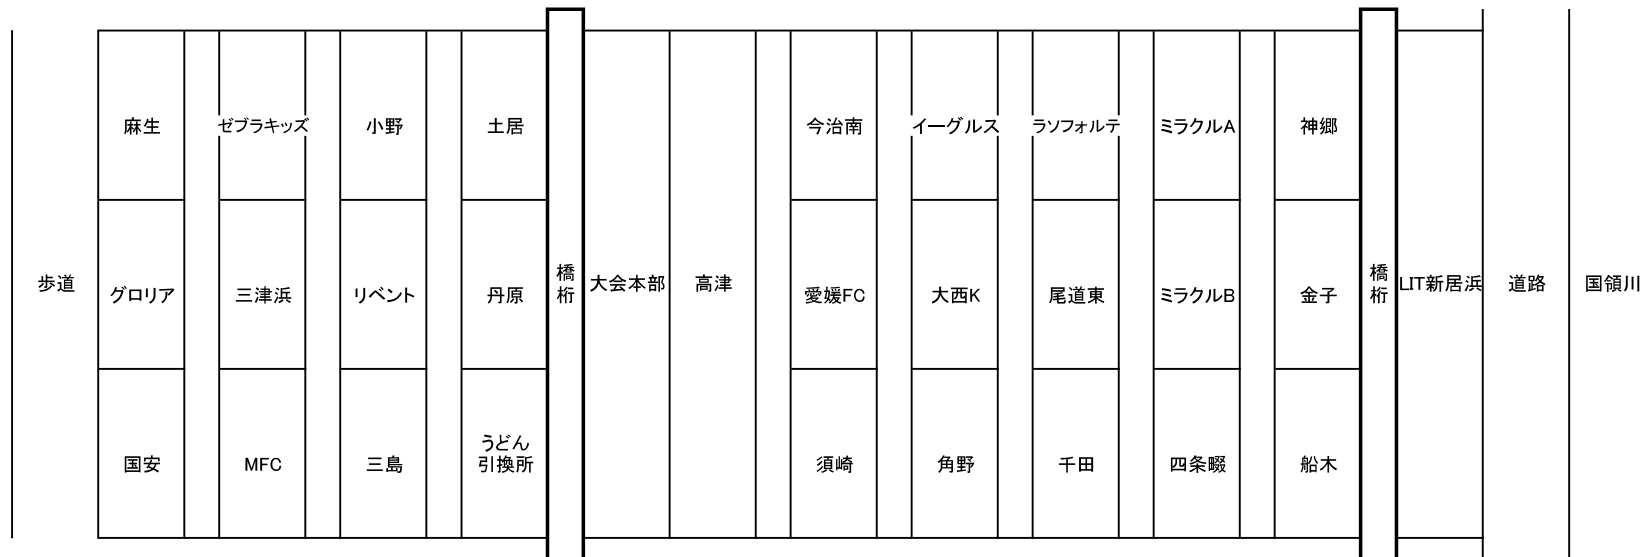 麻生
ゼブラキッズ
小野
土居
今治南
イーグルス
ラソフォルテ
ミラクルA
神郷
歩道
グロリア
三津浜
リベント
丹原
橋
桁
大会本部
高津
愛媛FC
大西K
尾道東
ミラクルB
金子
橋
桁
LIT新居浜
道路
国領川
国安
MFC
三島
うどん
引換所
須崎
角野
千田
四条畷
船木